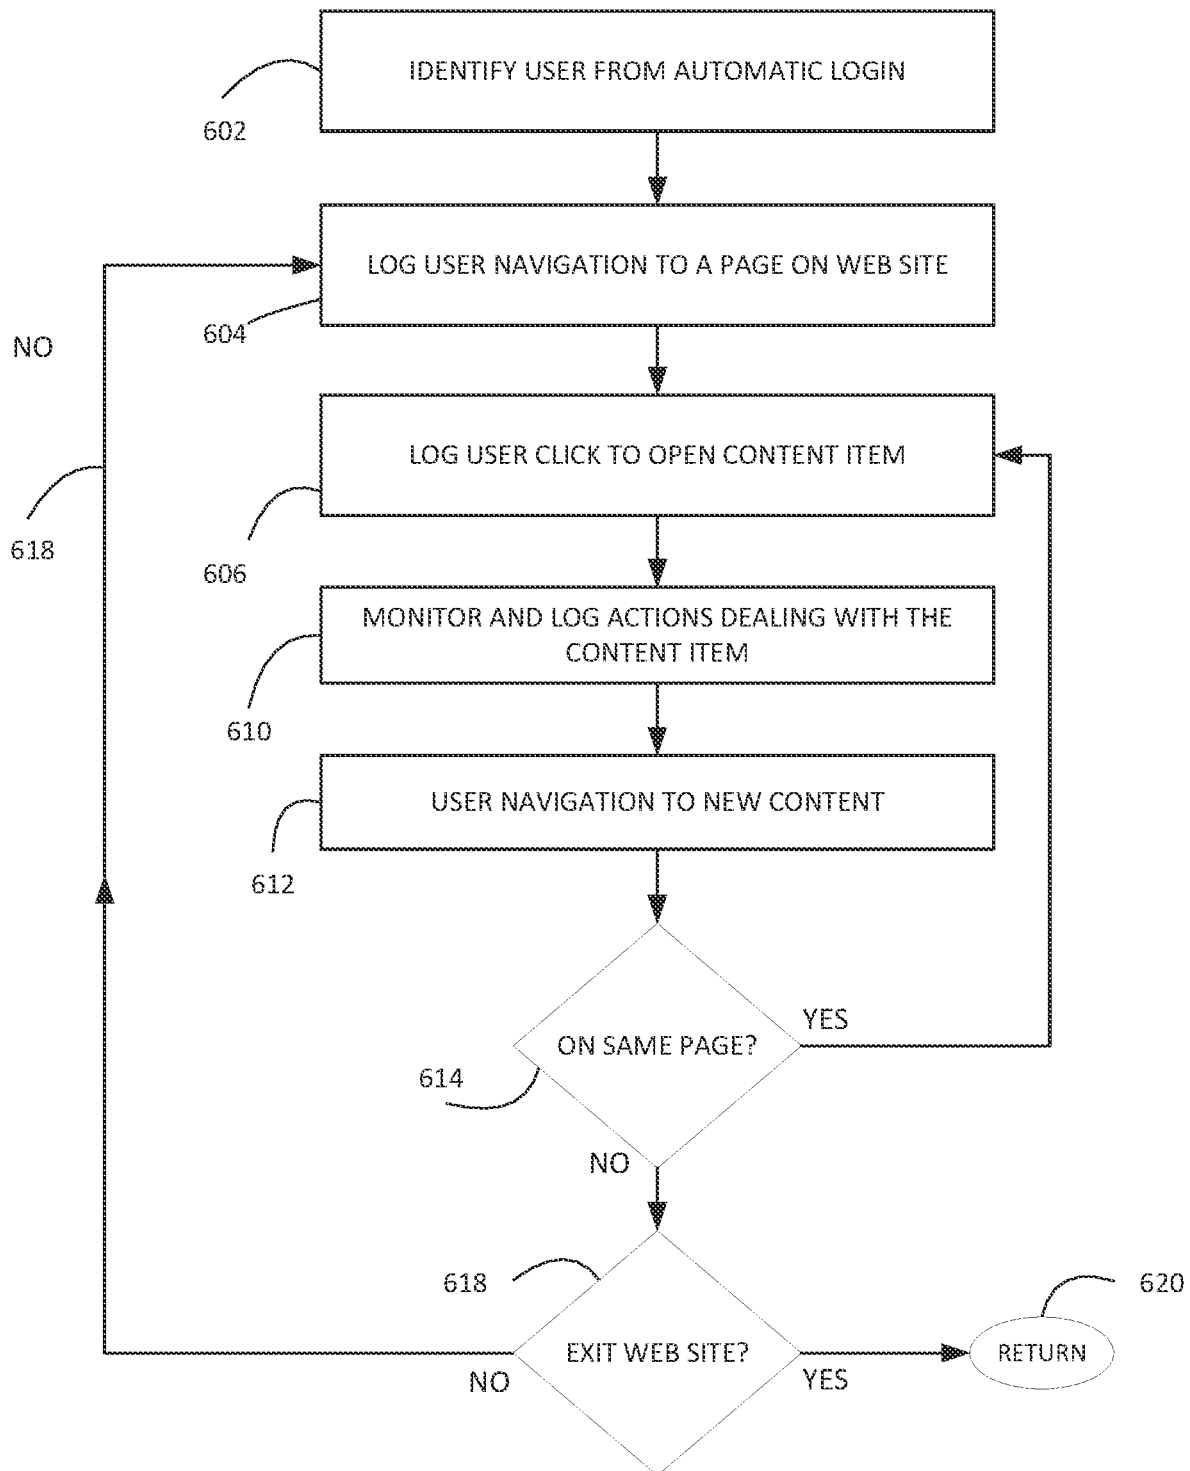 IDENTIFY USER FROM AUTOMATIC LOGIN
602
LOG USER NAVIGATION TO A PAGE ON WEB SITE
604
NO
LOG USER CLICK TO OPEN CONTENT ITEM
618
606
MONITOR AND LOG ACTIONS DEALING WITH THE
CONTENT ITEM
610
USER NAVIGATION TO NEW CONTENT
612
YES
ON SAME PAGE?
614
NO
618
620
EXIT WEB SITE?
RETURN
NO
YES